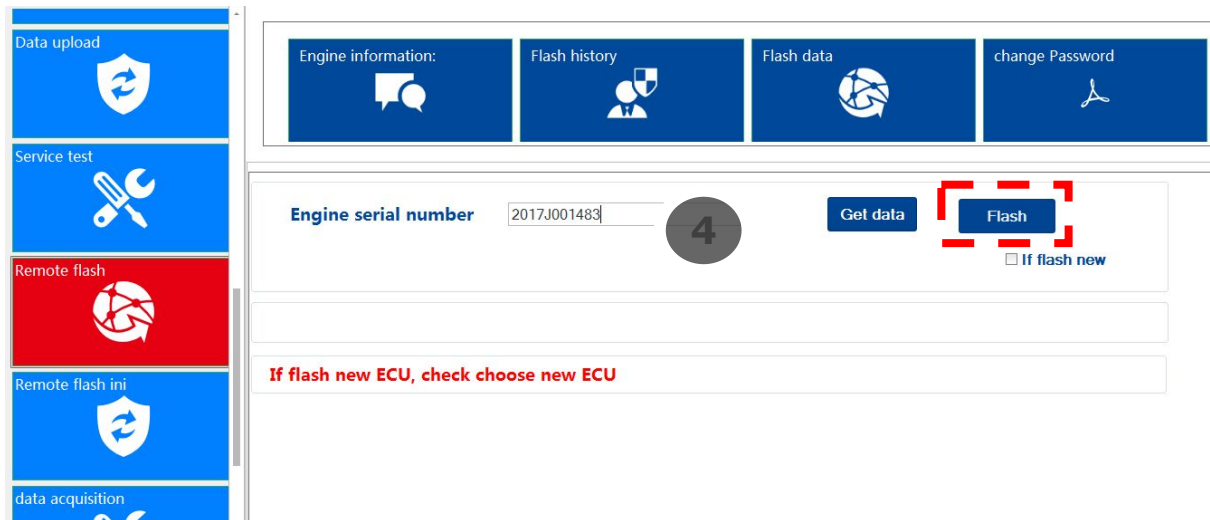 Data upload
Service test
Remote flash
Remote flash ini
data acquisition
Engine information:
Flash history
Flash data
change Password
Engine serial number
2017J001483
4
Get data
Flash
If flash new
If flash new ECU, check choose new ECU